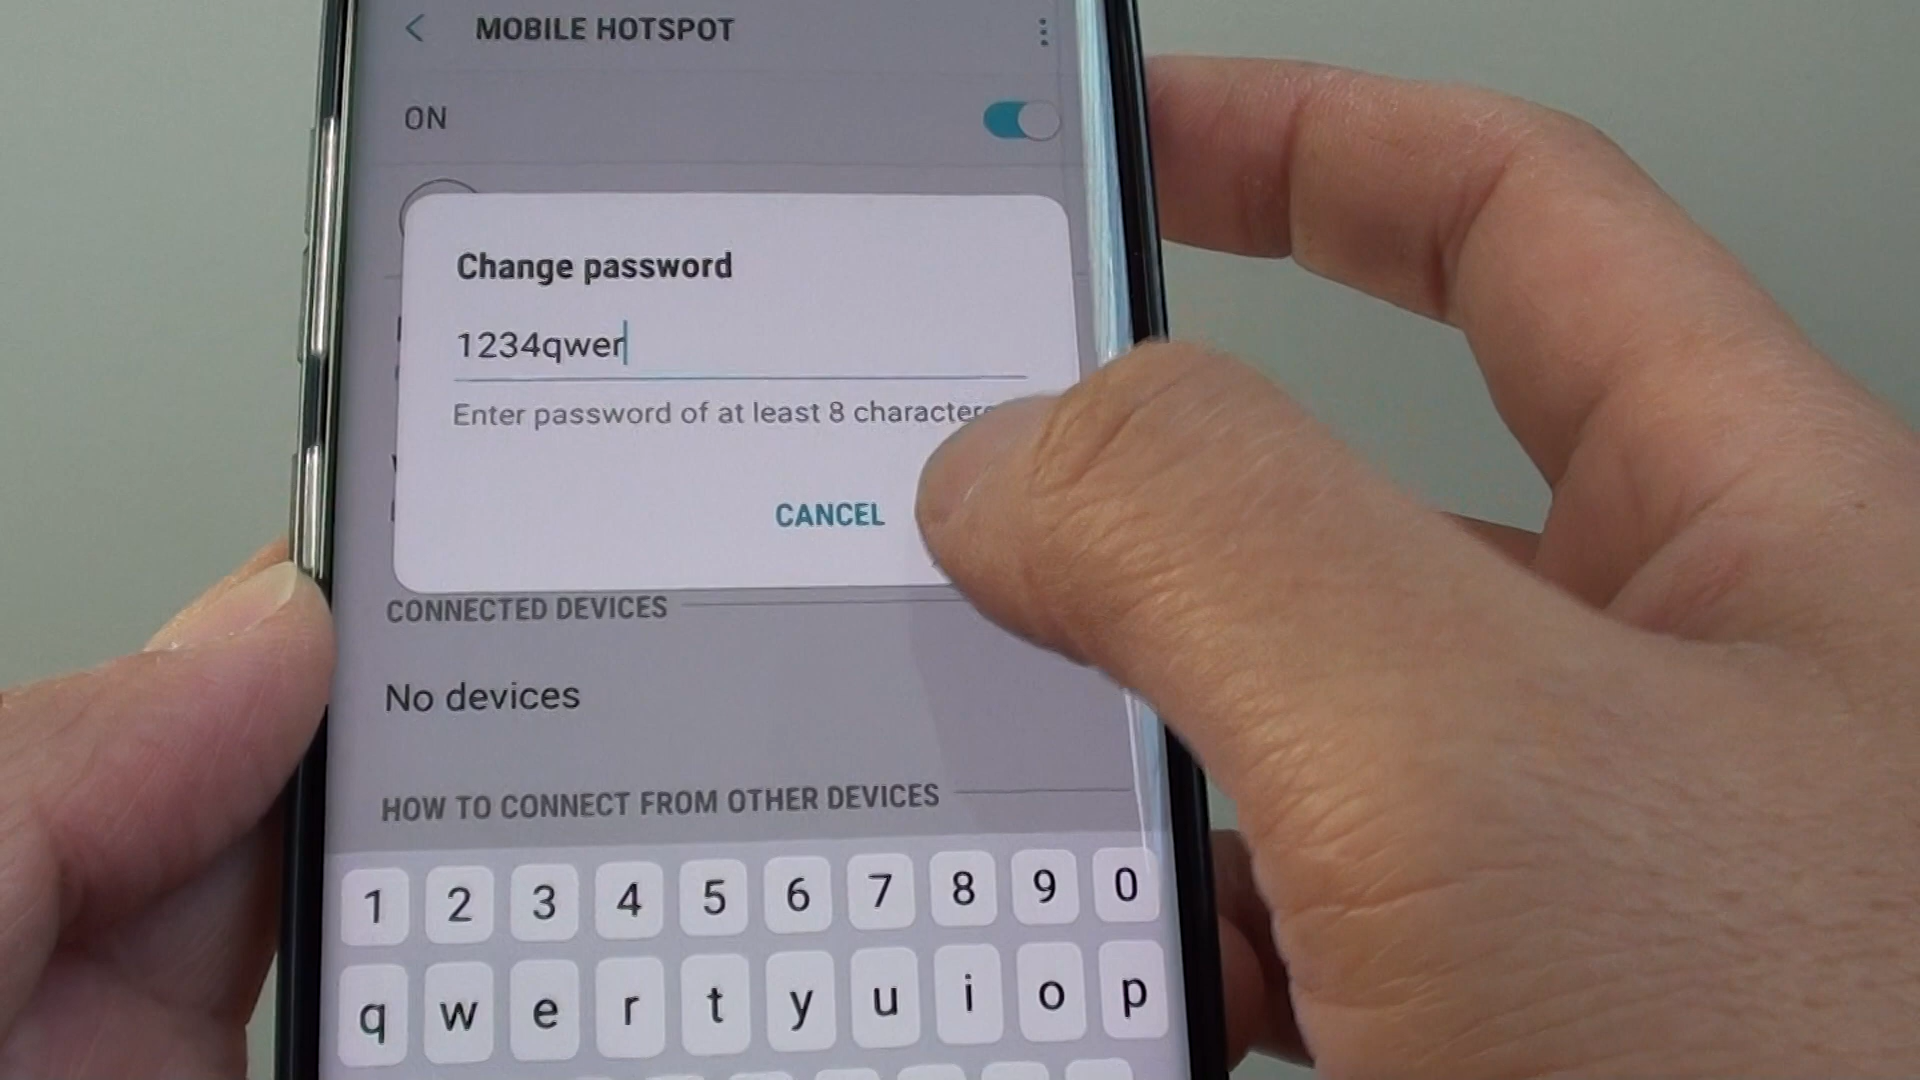 MOBILE HOTSPOT
ON
Change password
1234qwer
Enter password of at least 8 characters
CANCEL
CONNECTED DEVICES
No devices
HOW TO CONNECT FROM OTHER DEVICES
1 2 3 4 5 6 7 8 9 0
q w e r t y u i o p